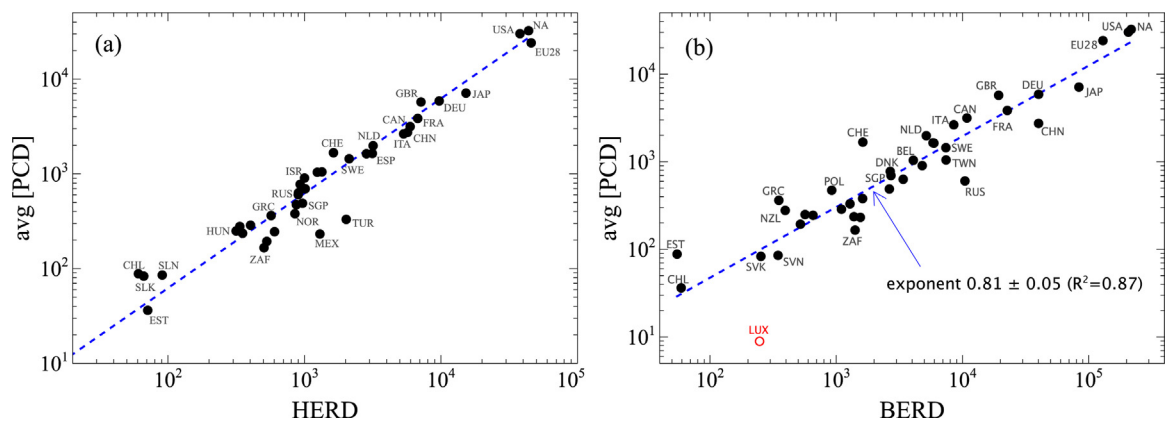 (a)
avg [PCD]
10^4
10^3
10^2
10^1
USA
NA
EU28
GBR
JAP
DEU
CAN
FRA
CHN
NLD
ITA
CHE
ESP
SWE
ISR
RUS
SGP
GRC
NOR
TUR
HUN
MEX
ZAF
CHL
SLN
SLK
EST
10^2
10^3
10^4
10^5
HERD
(b)
avg [PCD]
10^4
10^3
10^2
10^1
USA
NA
EU28
GBR
DEU
JAP
CAN
ITA
FRA
CHN
NLD
CHE
SWE
BEL
TWN
DNK
SGP
RUS
POL
GRC
NZL
ZAF
EST
SVK
SVN
CHL
exponent 0.81 ± 0.05 (R²=0.87)
LUX
10^2
10^3
10^4
10^5
BERD